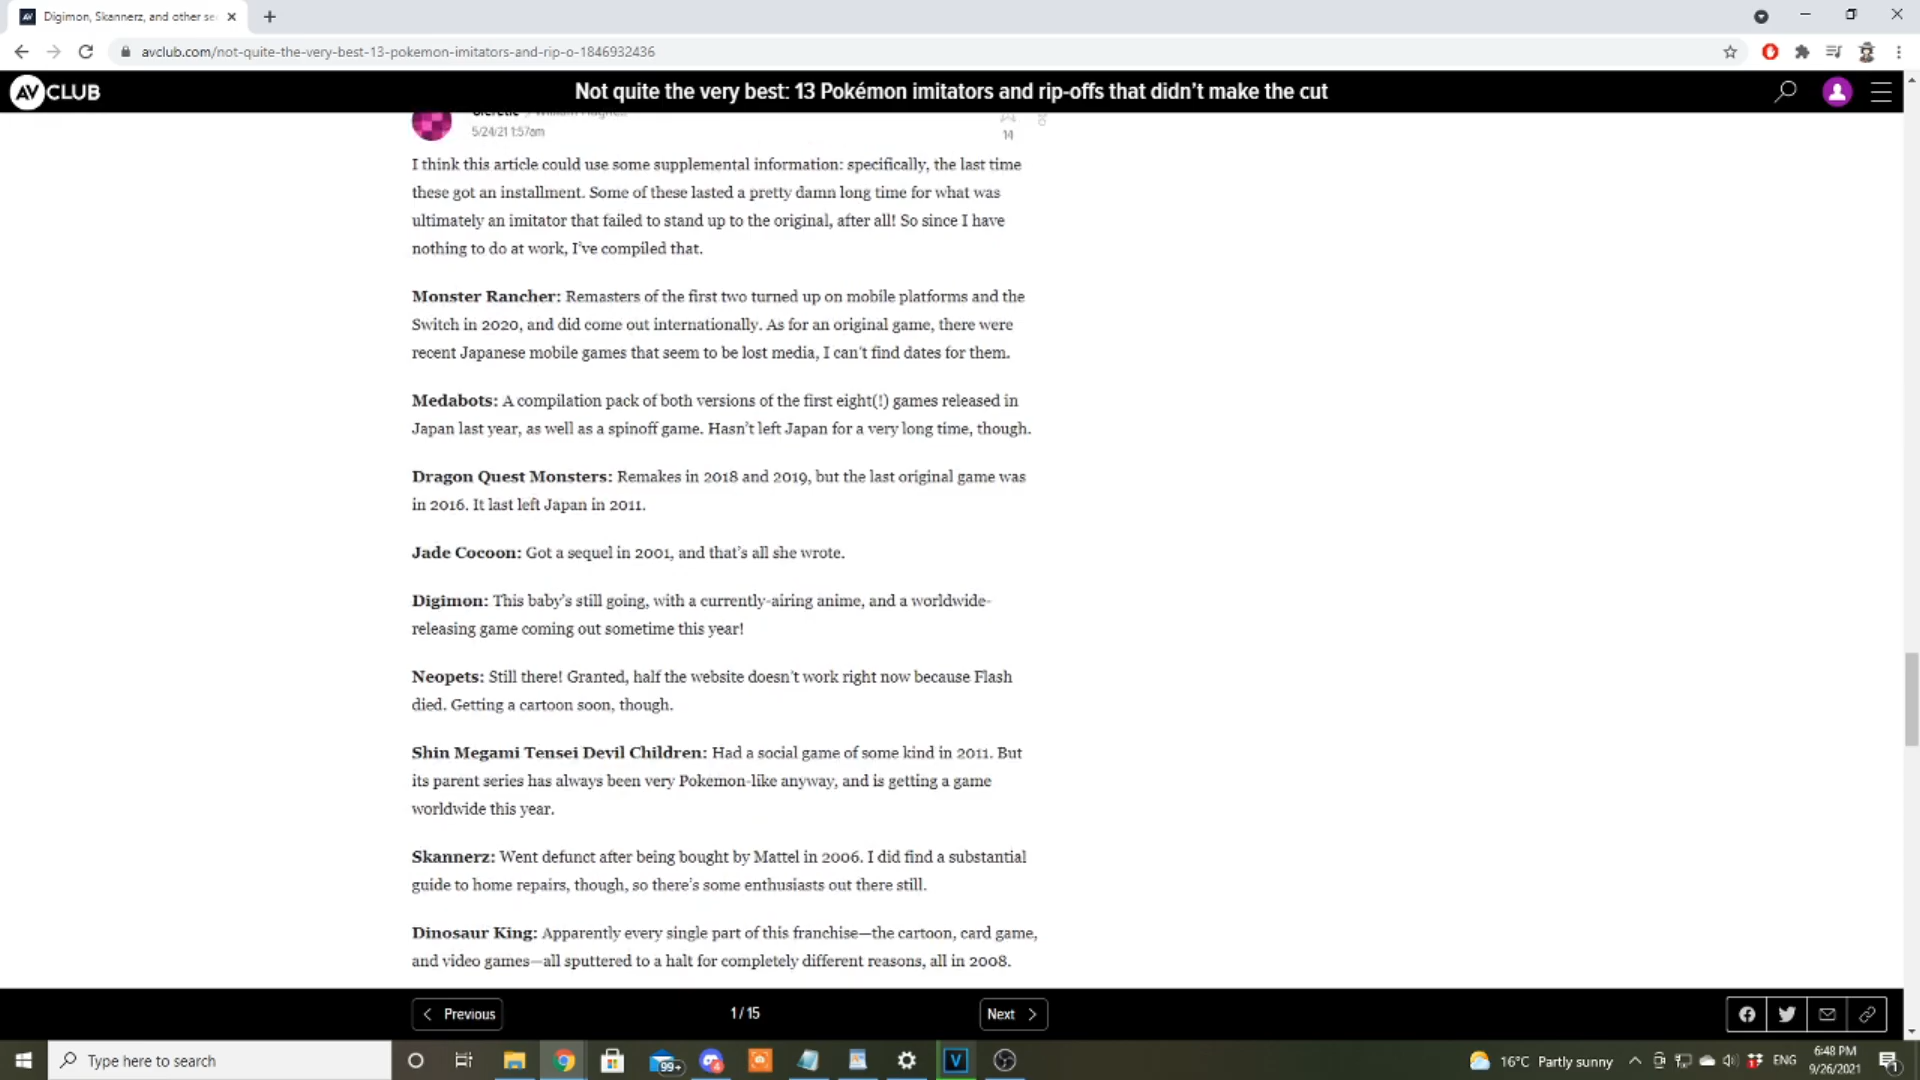 Digimon, Skannerz, and other se
avclub.com/not-quite-the-very-best-13-pokemon-imitators-and-rip-o-1846932436
AV CLUB
Not quite the very best: 13 Pokémon imitators and rip-offs that didn't make the cut
5/24/21 1:57am
14
I think this article could use some supplemental information: specifically, the last time
these got an installment. Some of these lasted a pretty damn long time for what was
ultimately an imitator that failed to stand up to the original, after all! So since I have
nothing to do at work, I've compiled that.
Monster Rancher: Remasters of the first two turned up on mobile platforms and the
Switch in 2020, and did come out internationally. As for an original game, there were
recent Japanese mobile games that seem to be lost media, I can't find dates for them.
Medabots: A compilation pack of both versions of the first eight(!) games released in
Japan last year, as well as a spinoff game. Hasn't left Japan for a very long time, though.
Dragon Quest Monsters: Remakes in 2018 and 2019, but the last original game was
in 2016. It last left Japan in 2011.
Jade Cocoon: Got a sequel in 2001, and that's all she wrote.
Digimon: This baby's still going, with a currently-airing anime, and a worldwide-
releasing game coming out sometime this year!
Neopets: Still there! Granted, half the website doesn't work right now because Flash
died. Getting a cartoon soon, though.
Shin Megami Tensei Devil Children: Had a social game of some kind in 2011. But
its parent series has always been very Pokemon-like anyway, and is getting a game
worldwide this year.
Skannerz: Went defunct after being bought by Mattel in 2006. I did find a substantial
guide to home repairs, though, so there's some enthusiasts out there still.
Dinosaur King: Apparently every single part of this franchise—the cartoon, card game,
and video games—all sputtered to a halt for completely different reasons, all in 2008.
Previous
1 / 15
Next
Type here to search
99+
V
16°C Partly sunny
ENG
6:48 PM
9/26/2021
1